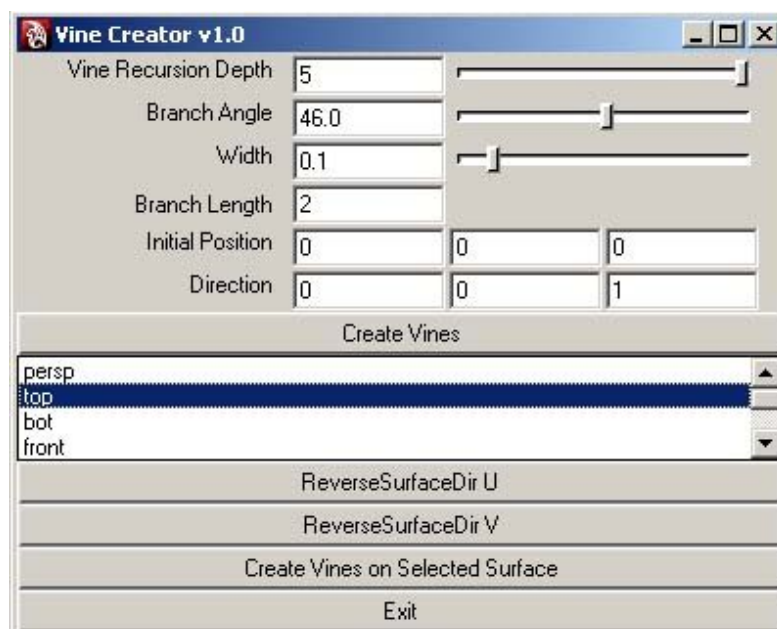 Vine Creator v1.0
Vine Recursion Depth 5
Branch Angle 46.0
Width 0.1
Branch Length 2
Initial Position 0 0 0
Direction 0 0 1
Create Vines
persp
top
bot
front
ReverseSurfaceDir U
ReverseSurfaceDir V
Create Vines on Selected Surface
Exit